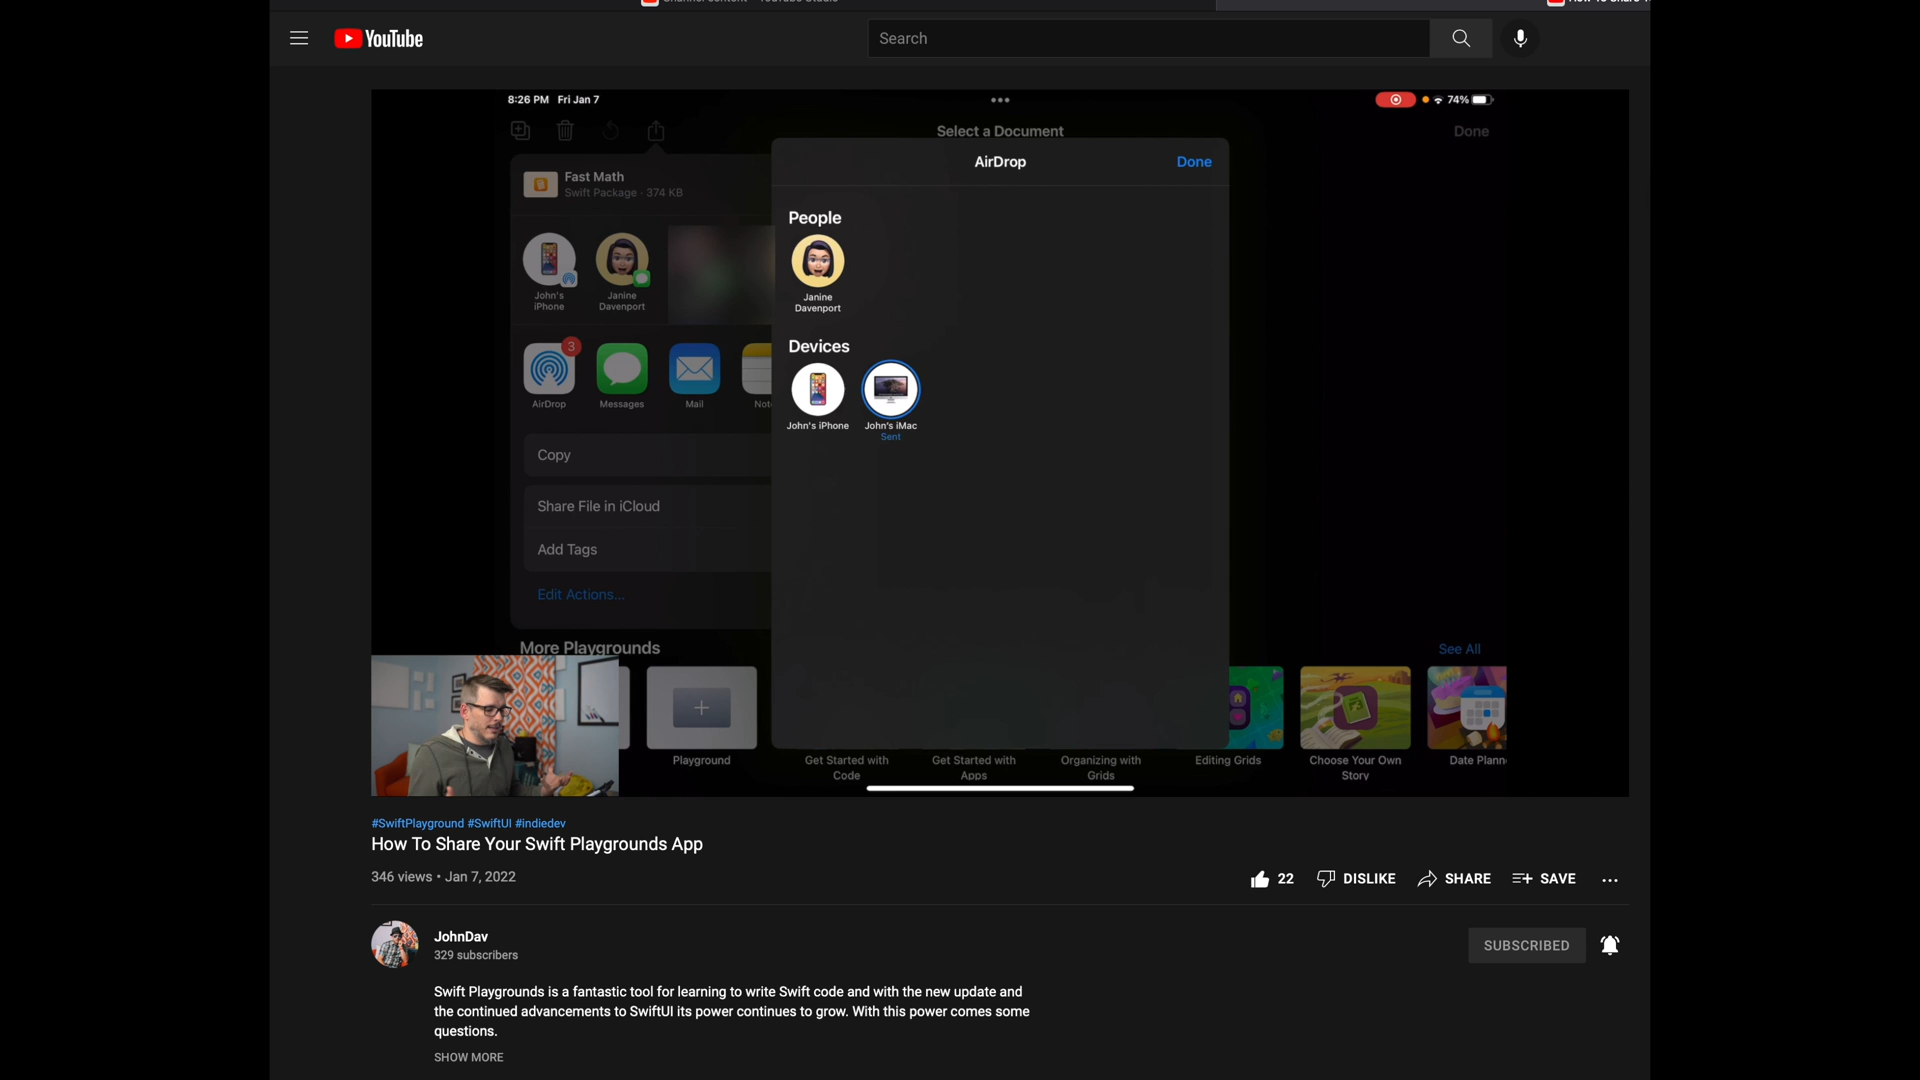 YouTube
Search
8:26 PM Fri Jan 7
74%
Select a Document
Done
AirDrop
Done
Fast Math
Swift Package · 374 KB
People
Janine
Davenport
John's
iPhone
Janine
Davenport
Devices
John's iPhone
John's iMac
Sent
3
AirDrop
Messages
Mail
Copy
Share File in iCloud
Add Tags
Edit Actions...
More Playgrounds
See All
Playground
Get Started with
Code
Get Started with
Apps
Organizing with
Grids
Editing Grids
Choose Your Own
Story
#SwiftPlayground #SwiftUI #indiedev
How To Share Your Swift Playgrounds App
346 views • Jan 7, 2022
22
DISLIKE
SHARE
SAVE
JohnDav
329 subscribers
SUBSCRIBED
Swift Playgrounds is a fantastic tool for learning to write Swift code and with the new update and
the continued advancements to SwiftUI its power continues to grow. With this power comes some
questions.
SHOW MORE